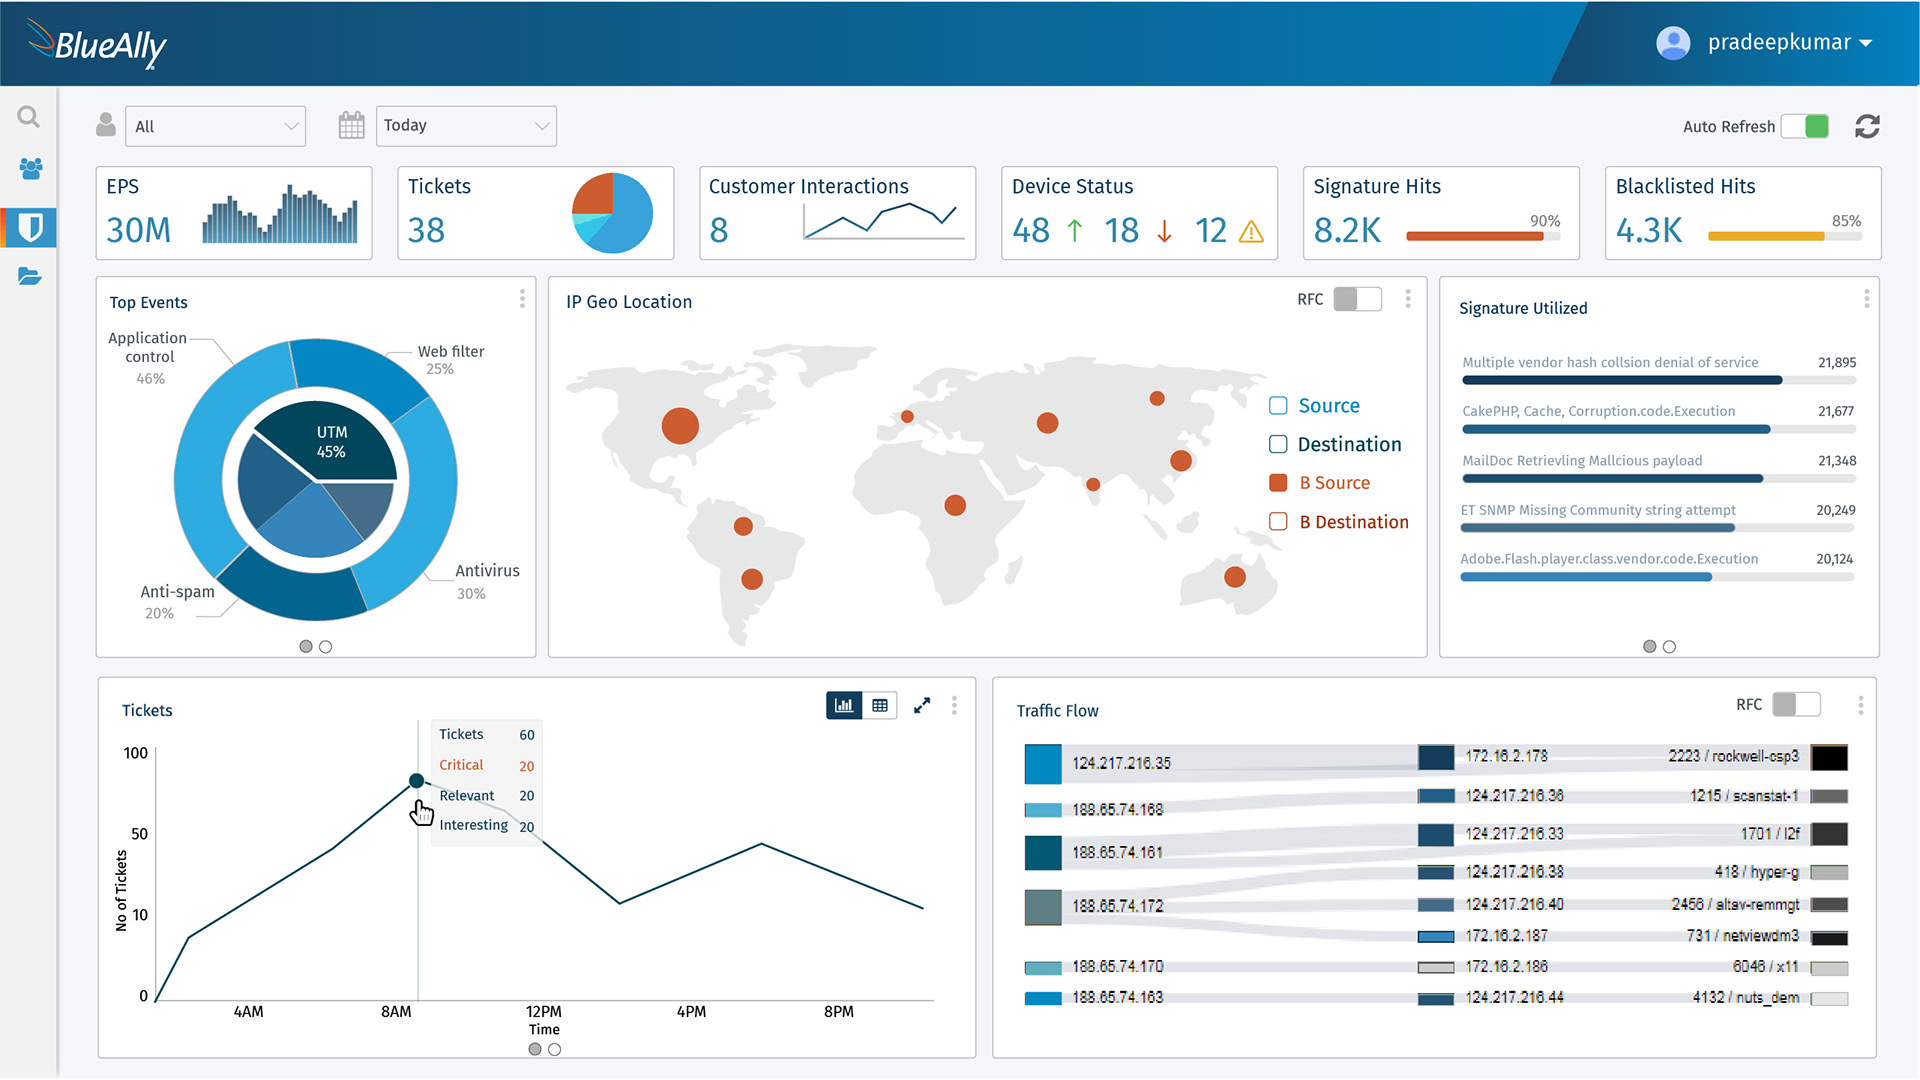 BlueAlly
pradeepkumar
All
Today
Auto Refresh
EPS
30M
Tickets
38
Customer Interactions
8
Device Status
48
18
12
Signature Hits
8.2K
90%
Blacklisted Hits
4.3K
85%
Top Events
Application
control
46%
Web filter
25%
UTM
45%
Antivirus
30%
Anti-spam
20%
IP Geo Location
RFC
Source
Destination
B Source
B Destination
Signature Utilized
Multiple vendor hash collsion denial of service 21,895
CakePHP, Cache, Corruption.code.Execution 21,677
MailDoc Retrievling Mallcious payload 21,348
ET SNMP Missing Community string attempt 20,249
Adobe.Flash.player.class.vendor.code.Execution 20,124
Tickets
No of Tickets
100
50
10
0
Tickets 60
Critical 20
Relevant 20
Interesting 20
4AM 8AM 12PM 4PM 8PM
Time
Traffic Flow
RFC
124.217.216.35 172.16.2.178 2223 / rockwell-csp3
188.65.74.168 124.217.216.36 1215 / scanstat-1
188.65.74.161 124.217.216.33 1701 / l2f
124.217.216.38 418 / hyper-g
188.65.74.172 124.217.216.40 2456 / altav-remmgt
172.16.2.187 731 / netviewdm3
188.65.74.170 172.16.2.186 6046 / x11
188.65.74.163 124.217.216.44 4132 / nuts_dem